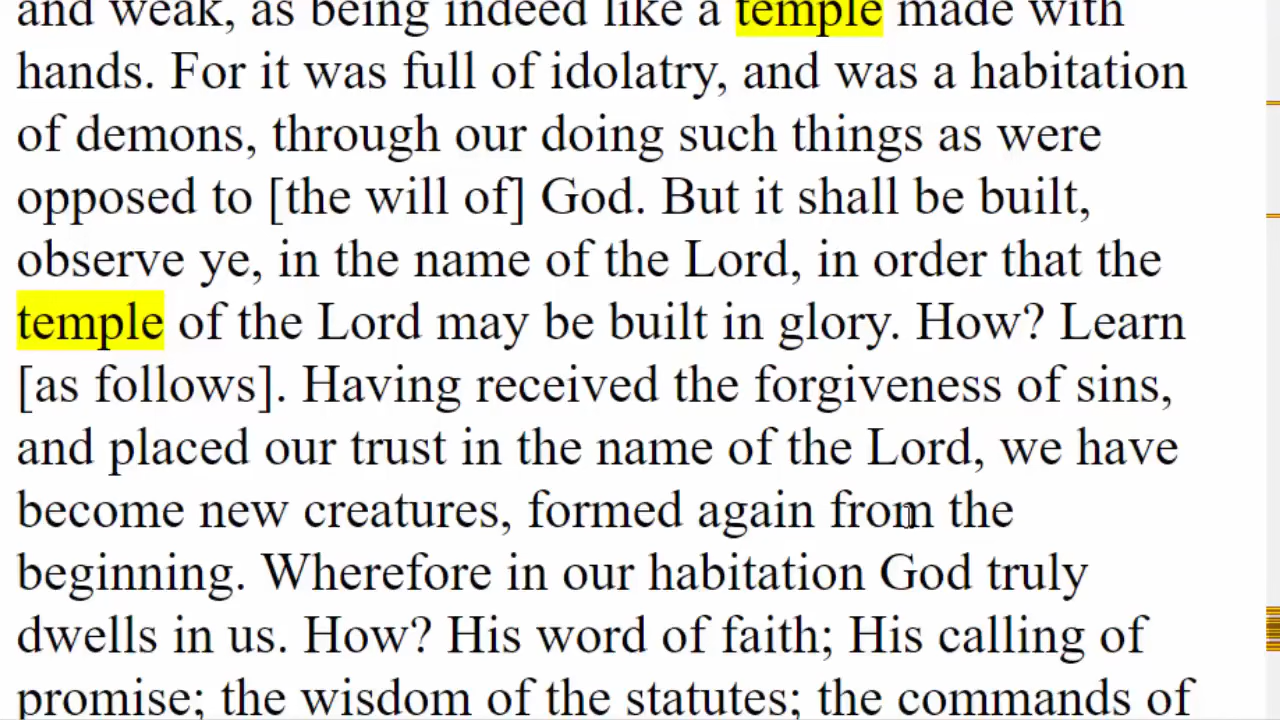 and weak, as being indeed like a temple made with
hands. For it was full of idolatry, and was a habitation
of demons, through our doing such things as were
opposed to [the will of] God. But it shall be built,
observe ye, in the name of the Lord, in order that the
temple of the Lord may be built in glory. How? Learn
[as follows]. Having received the forgiveness of sins,
and placed our trust in the name of the Lord, we have
become new creatures, formed again from the
beginning. Wherefore in our habitation God truly
dwells in us. How? His word of faith; His calling of
promise; the wisdom of the statutes; the commands of